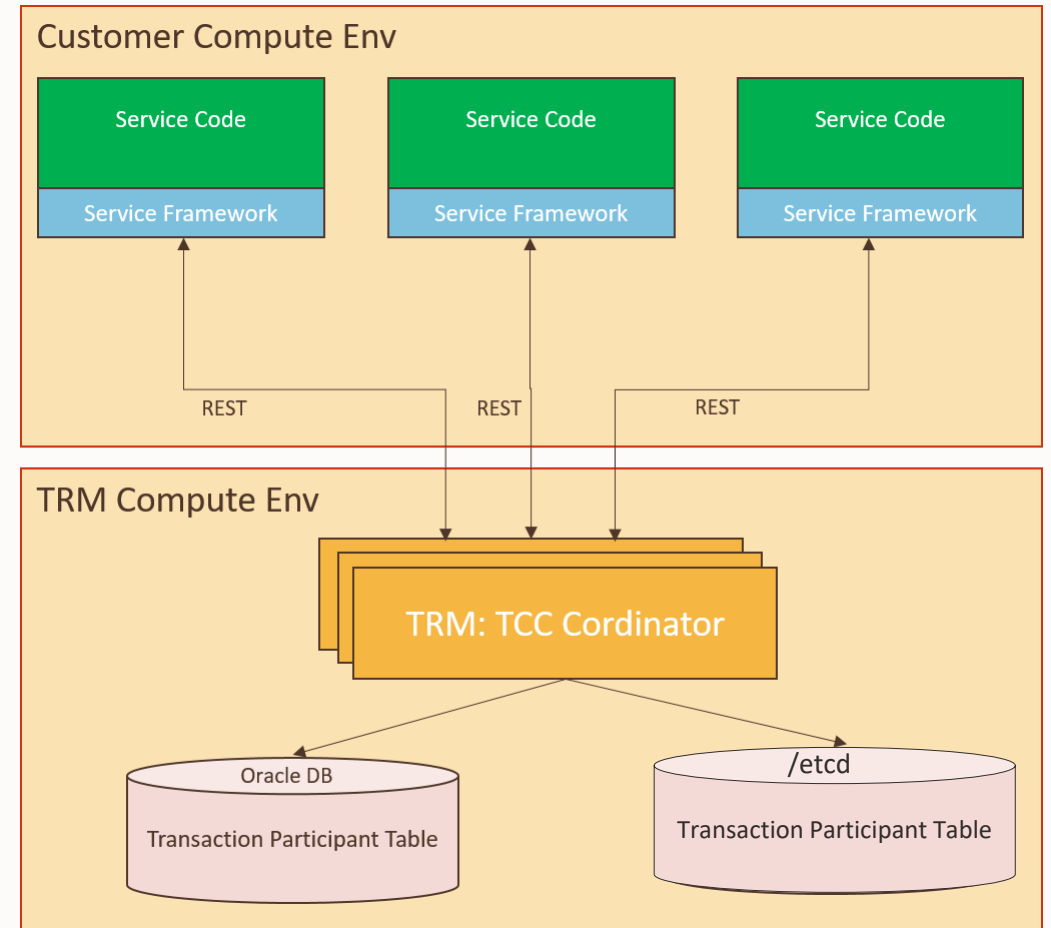 Customer Compute Env
Service Code
Service Code
Service Code
Service Framework
Service Framework
Service Framework
REST
REST
REST
TRM Compute Env
TRM: TCC Cordinator
Oracle DB
/etcd
Transaction Participant Table
Transaction Participant Table